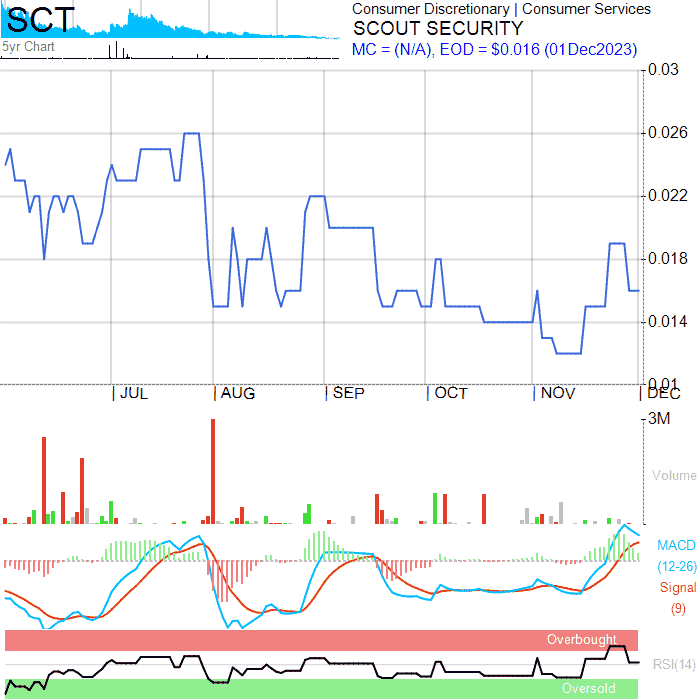 SCT
5yr Chart
Consumer Discretionary | Consumer Services
SCOUT SECURITY
MC = (N/A), EOD = $0.016 (01Dec2023)
0.03
0.026
0.022
0.018
0.014
0.01
JUL AUG SEP OCT NOV DEC
3M
Volume
MACD
(12-26)
Signal
(9)
Overbought
RSI(14)
Oversold